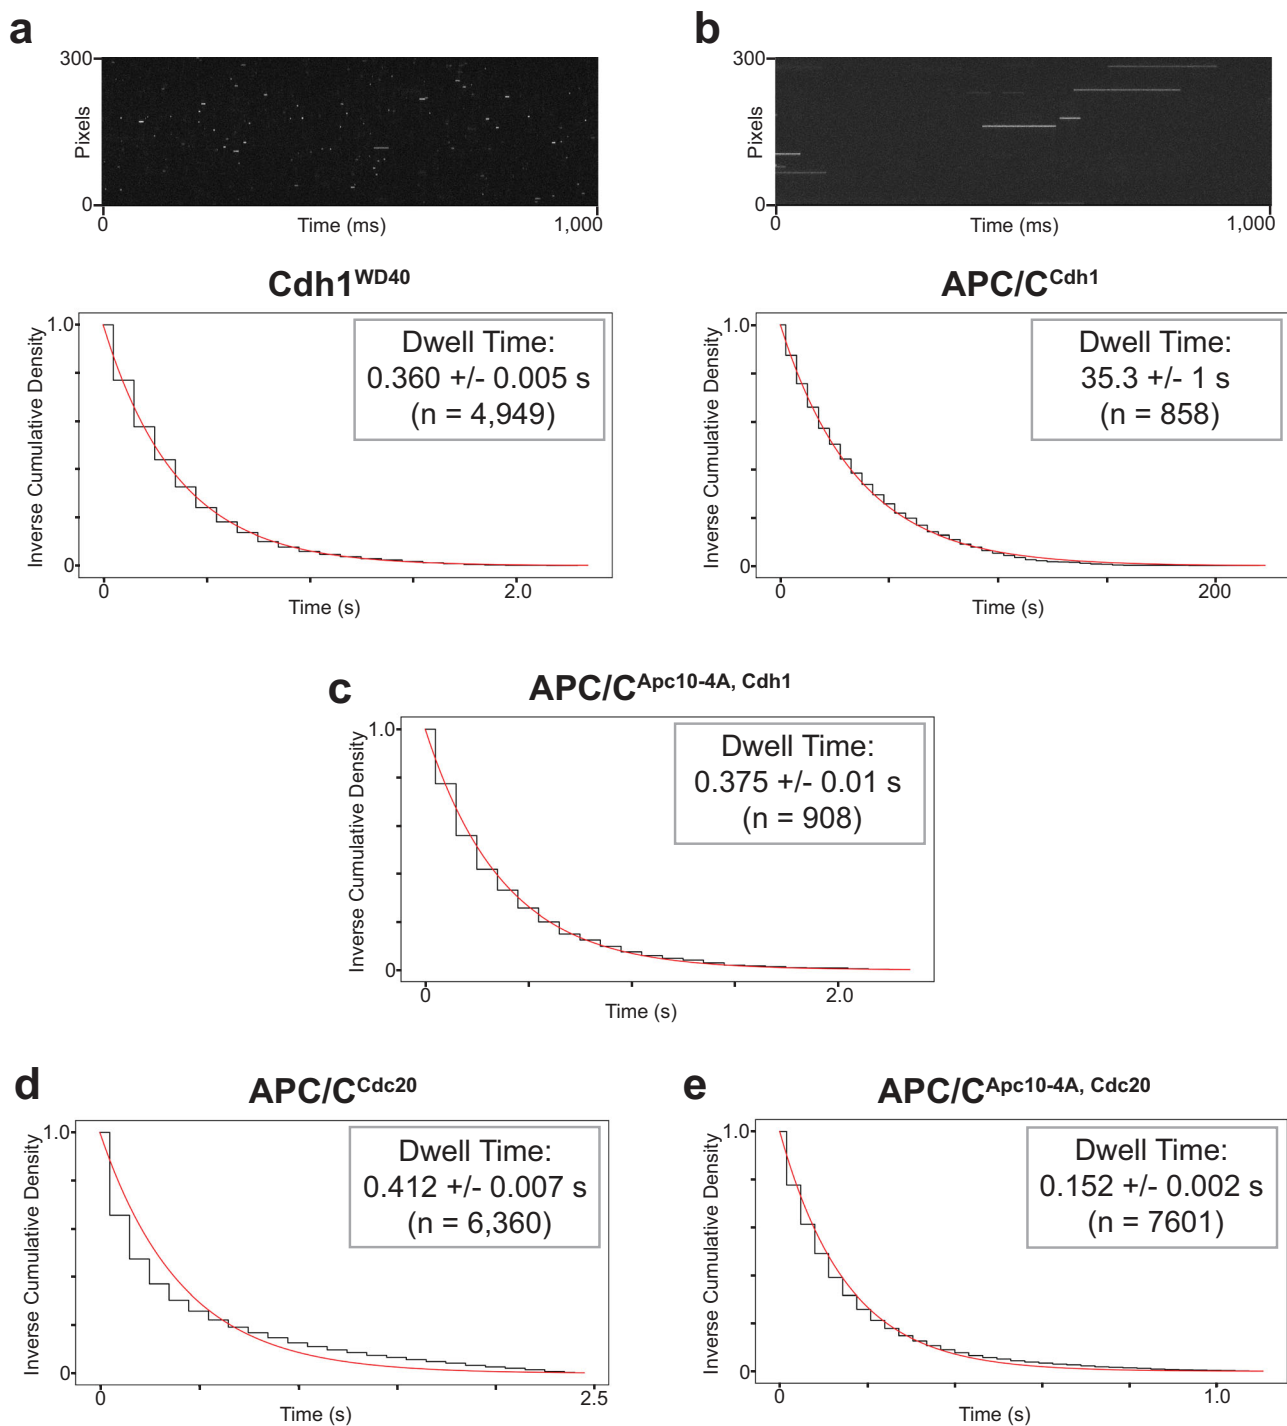 a
300
Pixels
0
0
Time (ms)
1,000
Cdh1WD40
1.0
Inverse Cumulative Density
0
Dwell Time:
0.360 +/- 0.005 s
(n = 4,949)
0
2.0
Time (s)
b
300
Pixels
0
0
Time (ms)
1,000
APC/CCdh1
1.0
Inverse Cumulative Density
0
Dwell Time:
35.3 +/- 1 s
(n = 858)
0
200
Time (s)
c
APC/CApc10-4A, Cdh1
1.0
Inverse Cumulative Density
0
Dwell Time:
0.375 +/- 0.01 s
(n = 908)
0
2.0
Time (s)
d
APC/CCdc20
1.0
Inverse Cumulative Density
0
Dwell Time:
0.412 +/- 0.007 s
(n = 6,360)
0
2.5
Time (s)
e
APC/CApc10-4A, Cdc20
1.0
Inverse Cumulative Density
0
Dwell Time:
0.152 +/- 0.002 s
(n = 7601)
0
1.0
Time (s)